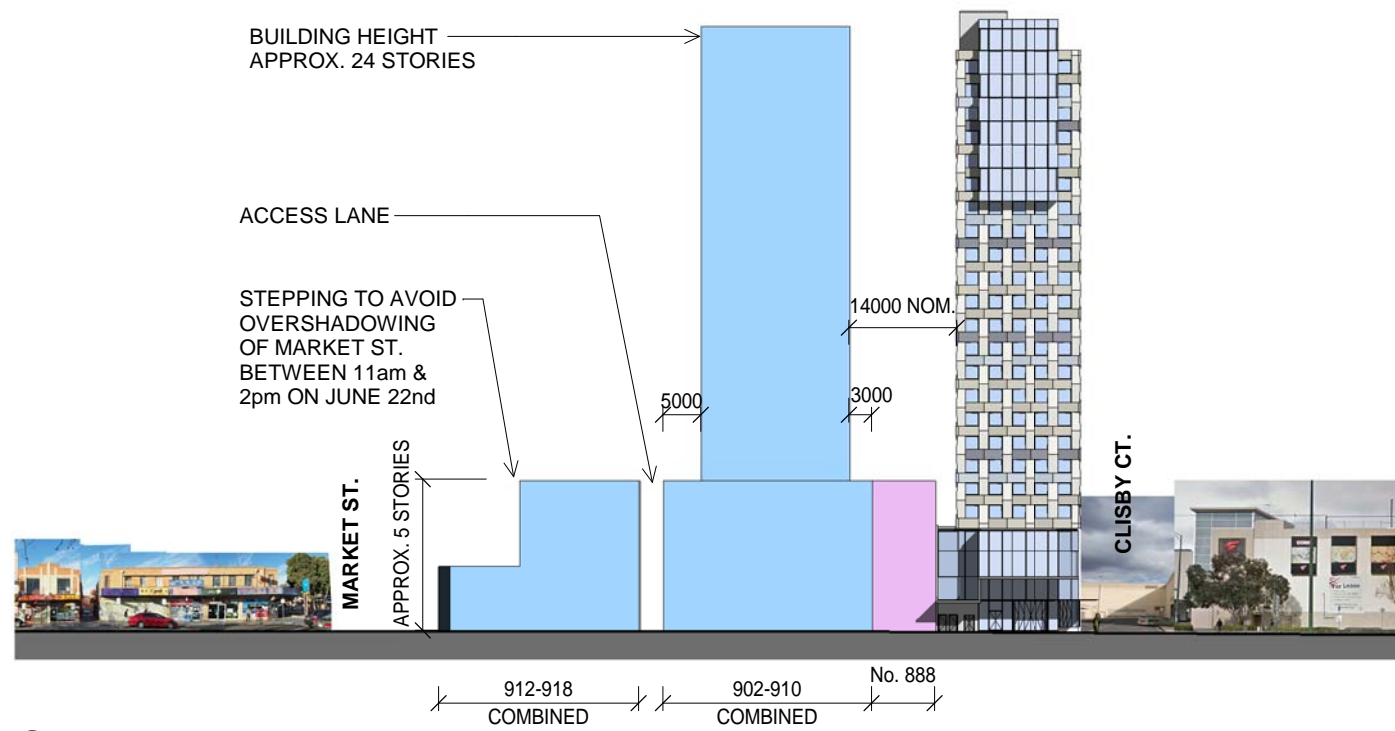 BUILDING HEIGHT
APPROX. 24 STORIES
ACCESS LANE
STEPPING TO AVOID
OVERSHADOWING
OF MARKET ST.
BETWEEN 11am &
2pm ON JUNE 22nd
14000 NOM.
5000
3000
APPROX. 5 STORIES
MARKET ST.
CLISBY CT.
For Lease
912-918
COMBINED
902-910
COMBINED
No. 888